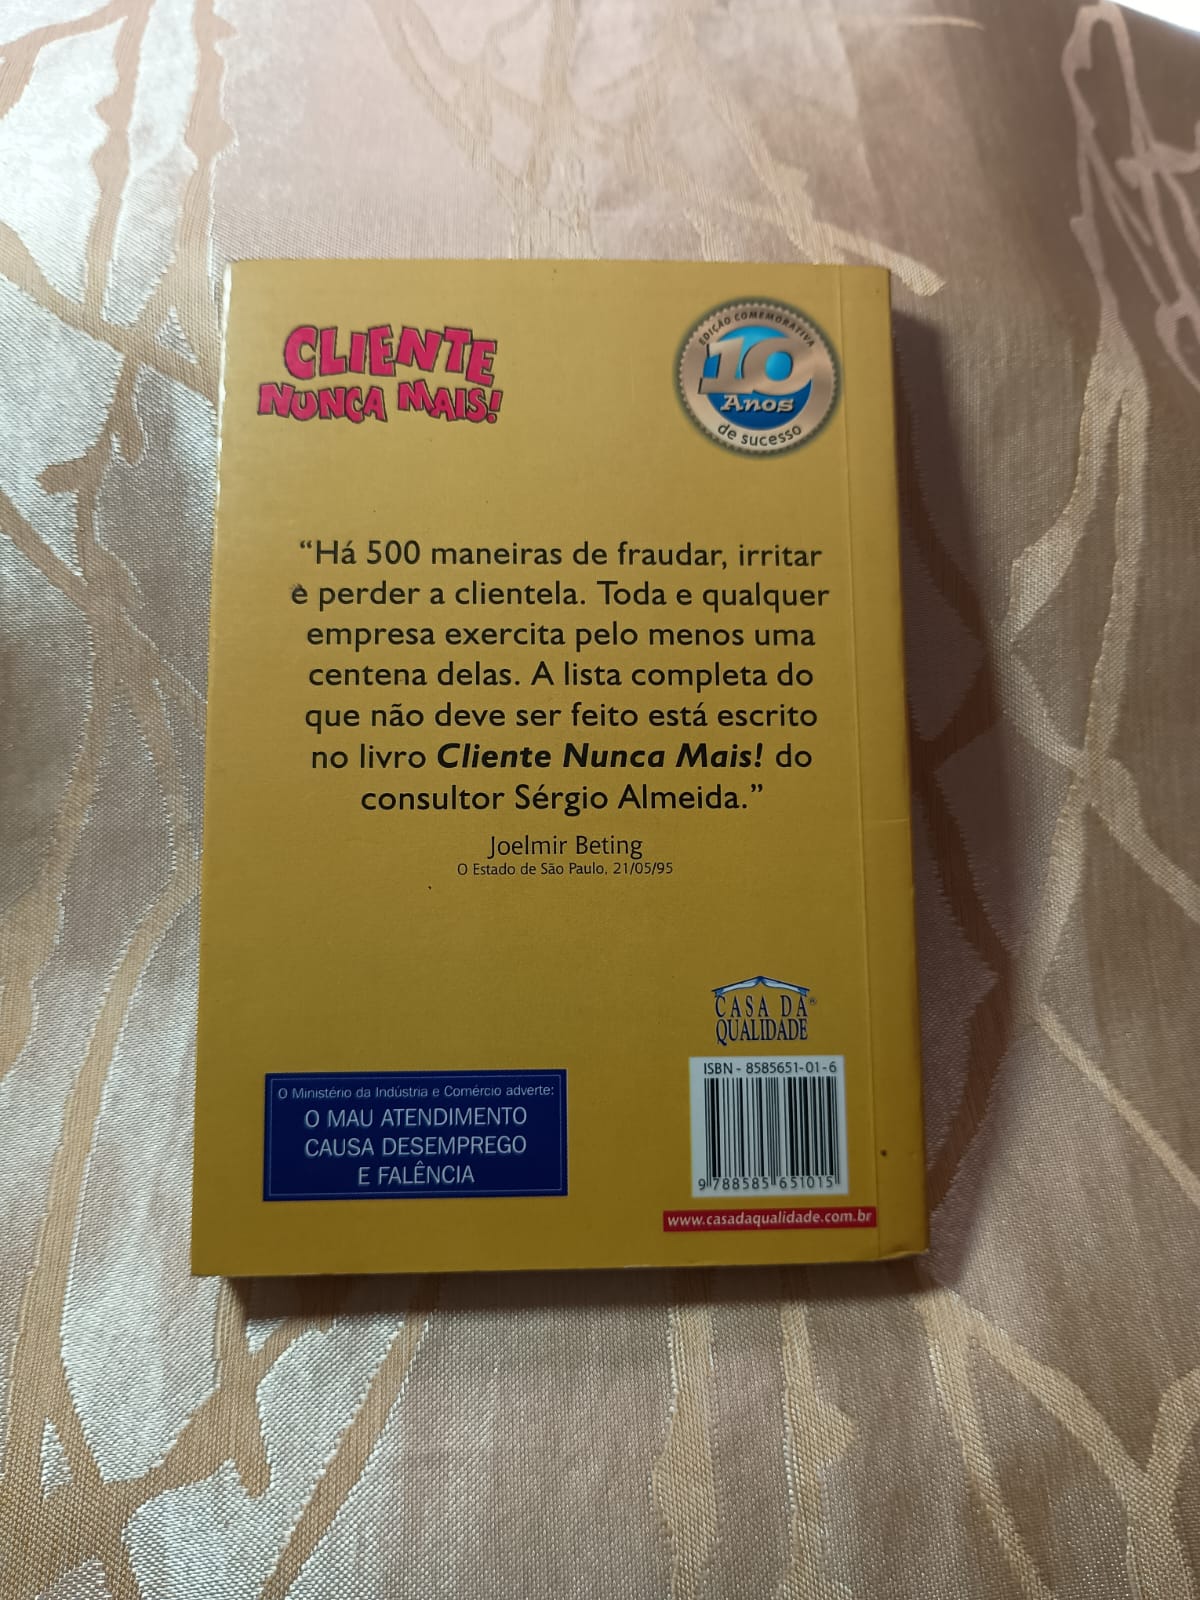 CLIENTE
NUNCA MAIS!
EDIÇÃO COMEMORATIVA
10
Anos
de sucesso
“Há 500 maneiras de fraudar, irritar
e perder a clientela. Toda e qualquer
empresa exercita pelo menos uma
centena delas. A lista completa do
que não deve ser feito está escrito
no livro Cliente Nunca Mais! do
consultor Sérgio Almeida.”
Joelmir Beting
O Estado de São Paulo, 21/05/95
CASA DA®
QUALIDADE
ISBN - 8585651-01-6
9 788585 651015
www.casadaqualidade.com.br
O Ministério da Indústria e Comércio adverte:
O MAU ATENDIMENTO
CAUSA DESEMPREGO
E FALÊNCIA